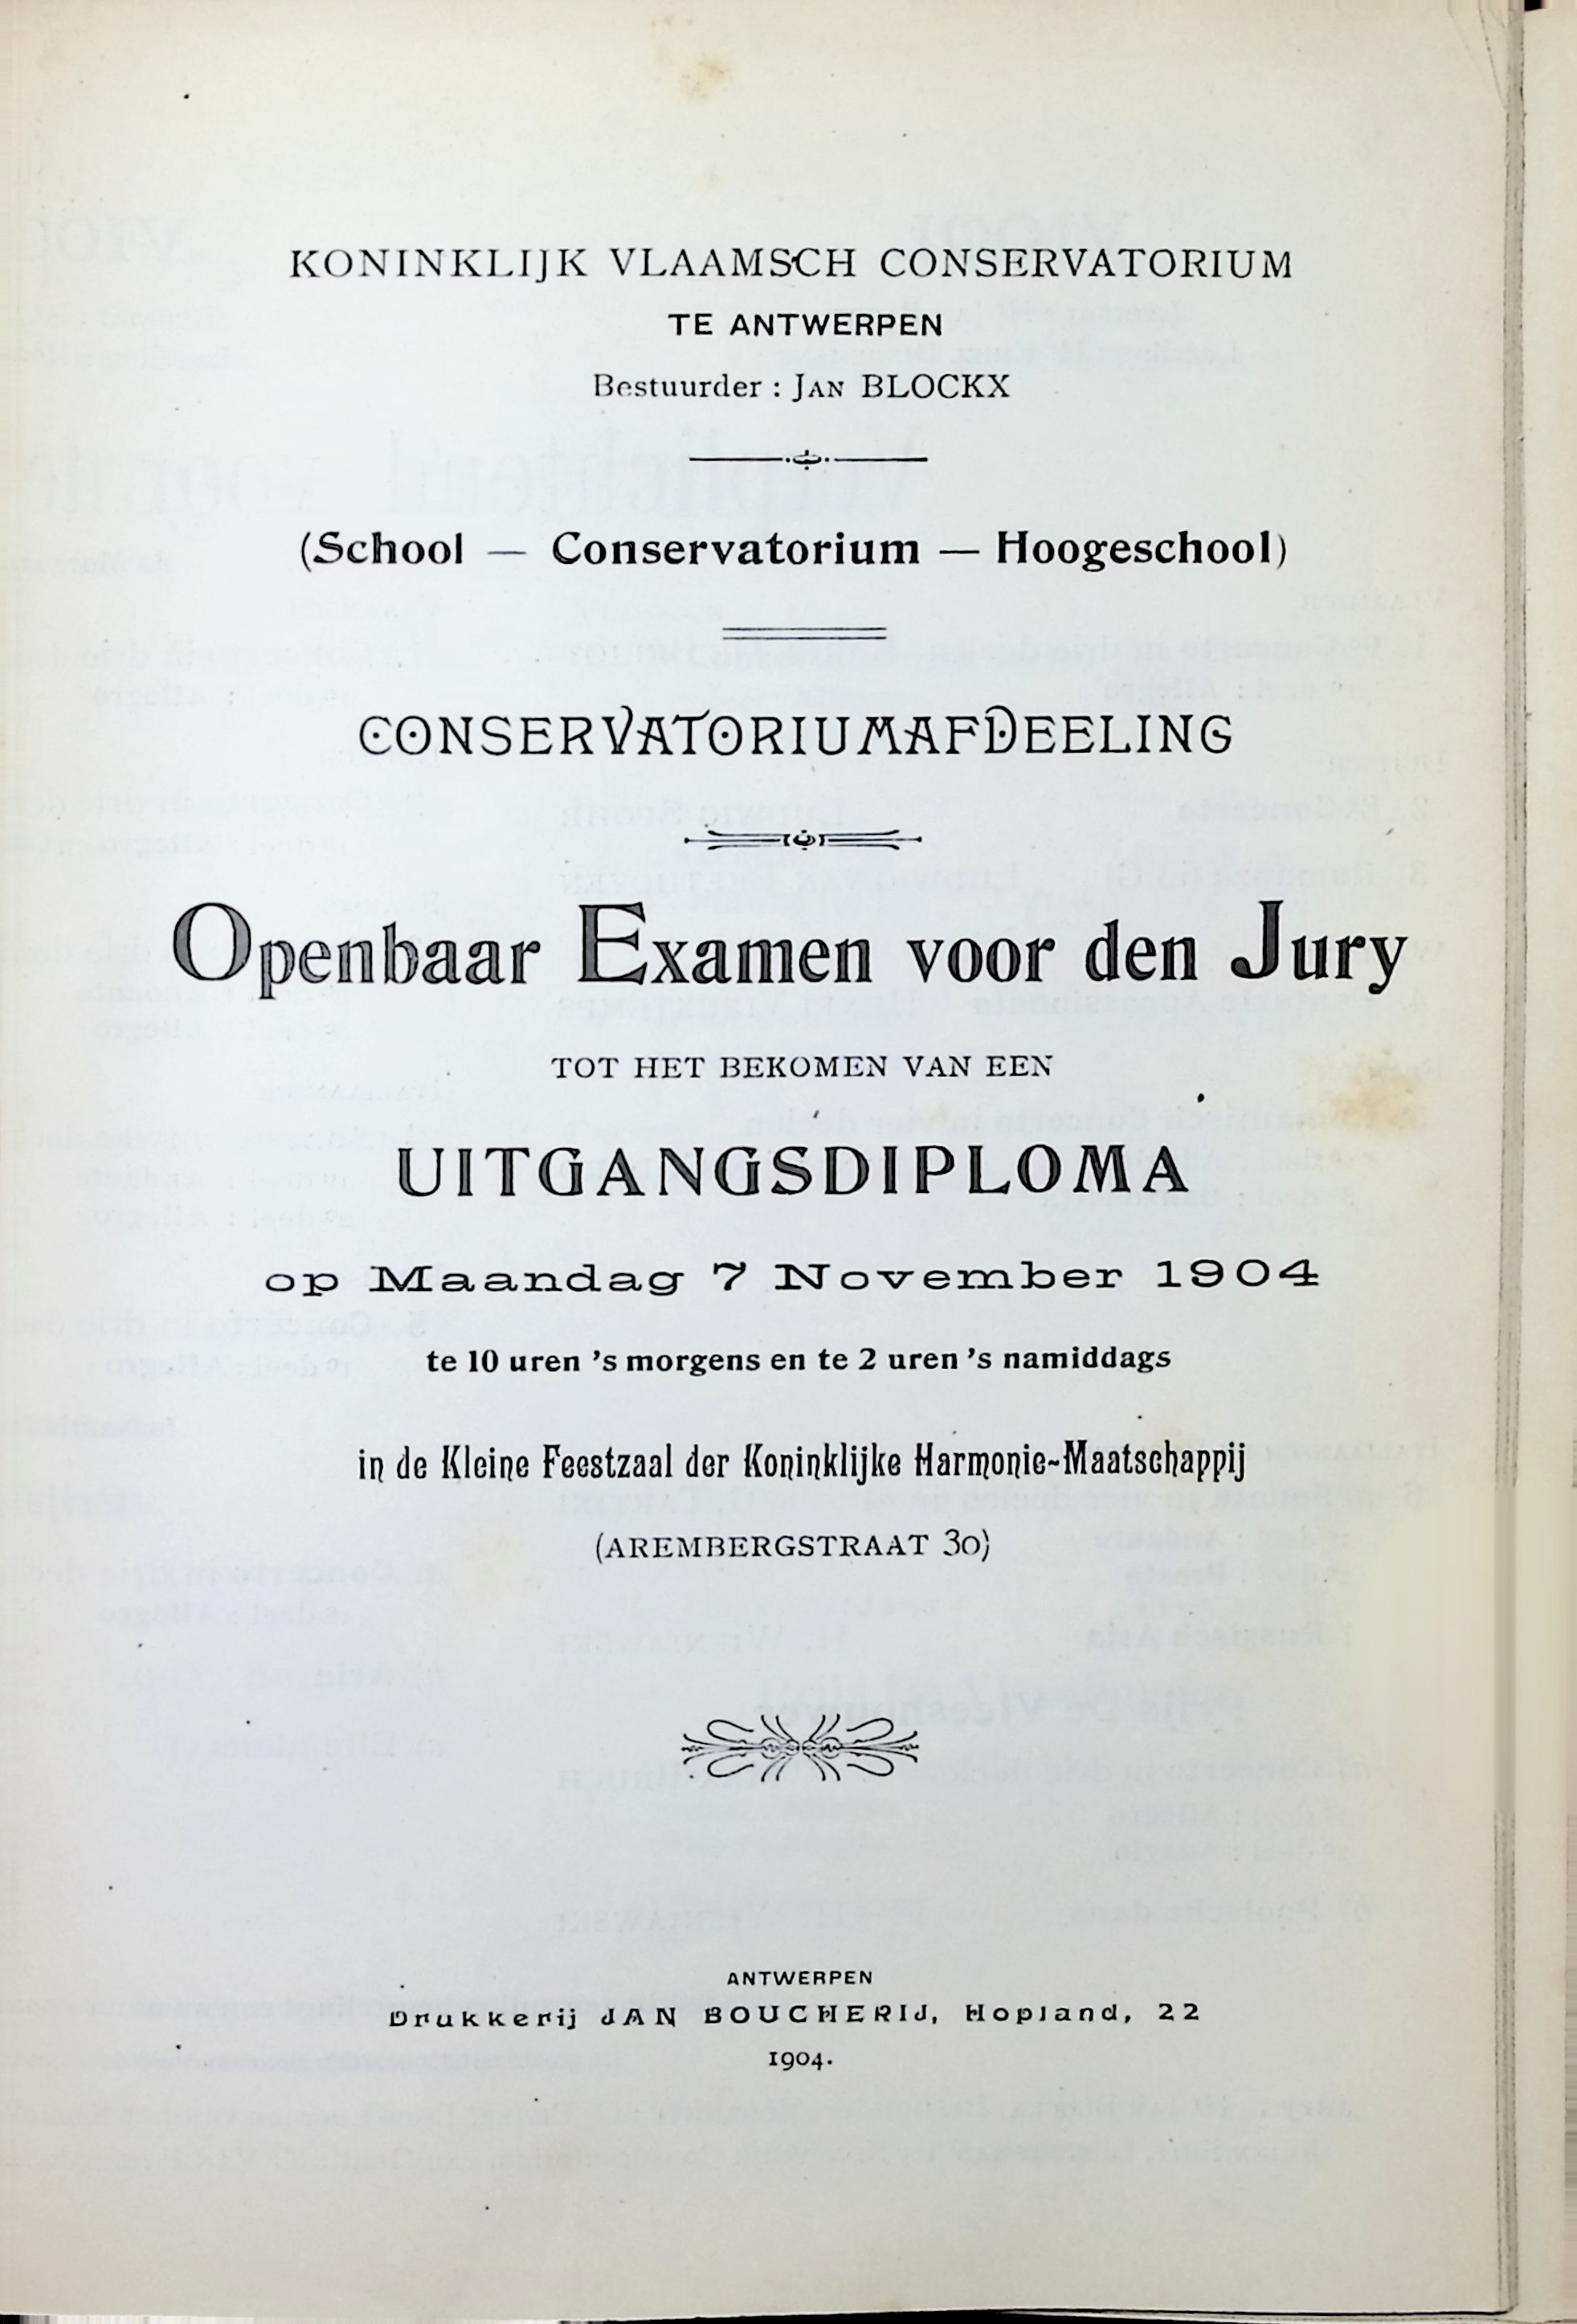 KONINKLIJK VLAAMSCH CONSERVATORIUM
TE ANTWERPEN
Bestuurder : JAN BLOCKX
(School — Conservatorium — Hoogeschool)
CONSERVATORIUMAFDEELING
Openbaar Examen voor den Jury
TOT HET BEKOMEN VAN EEN
UITGANGSDIPLOMA
op Maandag 7 November 1904
te 10 uren 's morgens en te 2 uren 's namiddags
in de Kleine Feestzaal der Koninklijke Harmonie-Maatschappij
(AREMBERGSTRAAT 30)
ANTWERPEN
Drukkerij JAN BOUCHERIJ, Hopland, 22
1904.